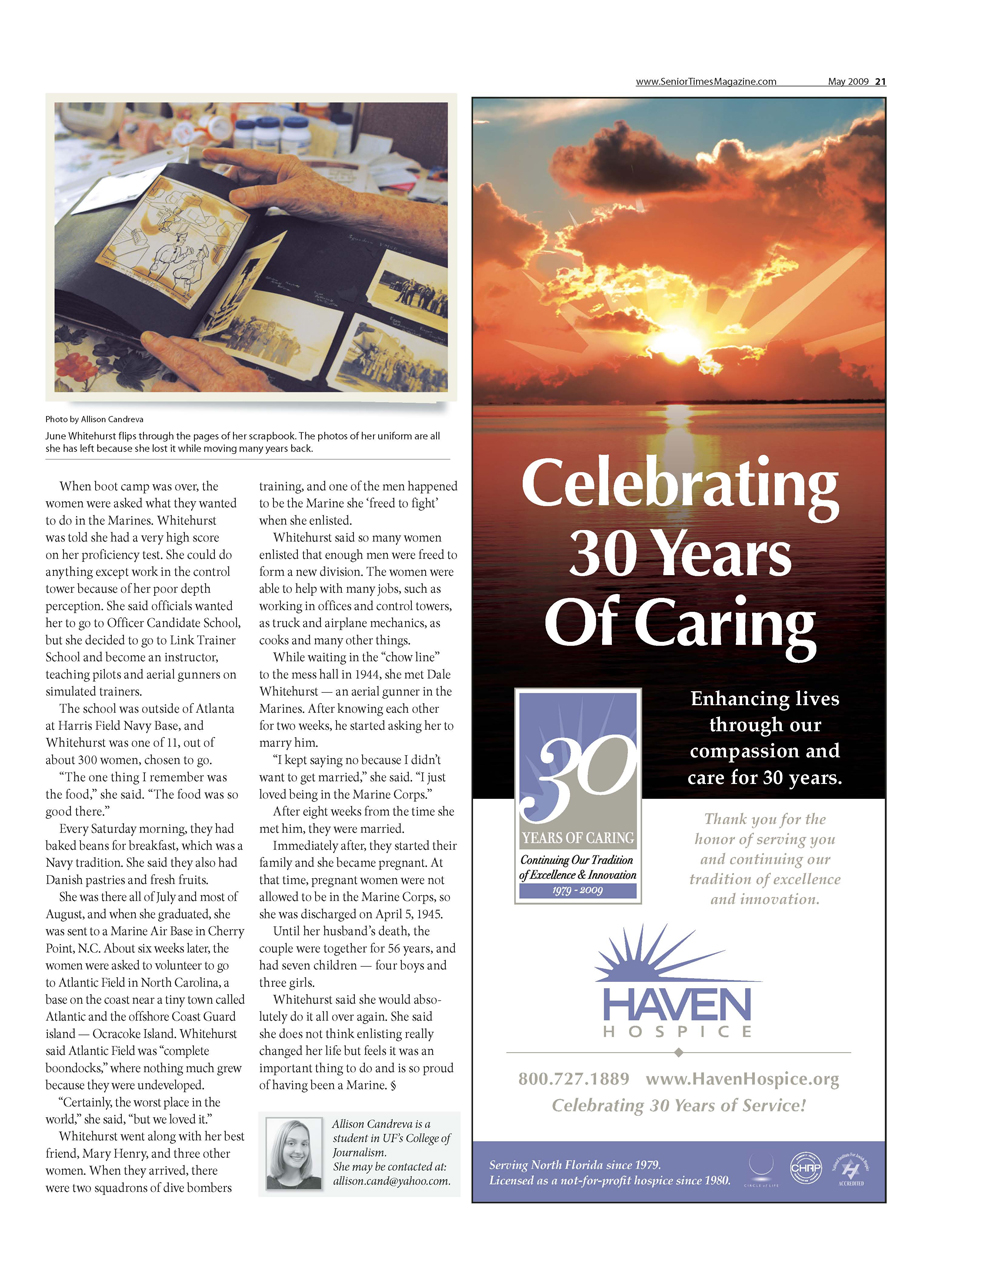 www.SeniorTimesMagazine.com May 2009 21
Photo by Allison Candreva
June Whitehurst flips through the pages of her scrapbook. The photos of her uniform are all
she has left because she lost it while moving many years back.
When boot camp was over, the
women were asked what they wanted
to do in the Marines. Whitehurst
was told she had a very high score
on her proficiency test. She could do
anything except work in the control
tower because of her poor depth
perception. She said officials wanted
her to go to Officer Candidate School,
but she decided to go to Link Trainer
School and become an instructor,
teaching pilots and aerial gunners on
simulated trainers.
The school was outside of Atlanta
at Harris Field Navy Base, and
Whitehurst was one of 11, out of
about 300 women, chosen to go.
“The one thing I remember was
the food,” she said. “The food was so
good there.”
Every Saturday morning, they had
baked beans for breakfast, which was a
Navy tradition. She said they also had
Danish pastries and fresh fruits.
She was there all of July and most of
August, and when she graduated, she
was sent to a Marine Air Base in Cherry
Point, N.C. About six weeks later, the
women were asked to volunteer to go
to Atlantic Field in North Carolina, a
base on the coast near a tiny town called
Atlantic and the offshore Coast Guard
island — Ocracoke Island. Whitehurst
said Atlantic Field was “complete
boondocks,” where nothing much grew
because they were undeveloped.
“Certainly, the worst place in the
world,” she said, “but we loved it.”
Whitehurst went along with her best
friend, Mary Henry, and three other
women. When they arrived, there
were two squadrons of dive bombers
training, and one of the men happened
to be the Marine she ‘freed to fight’
when she enlisted.
Whitehurst said so many women
enlisted that enough men were freed to
form a new division. The women were
able to help with many jobs, such as
working in offices and control towers,
as truck and airplane mechanics, as
cooks and many other things.
While waiting in the “chow line”
to the mess hall in 1944, she met Dale
Whitehurst — an aerial gunner in the
Marines. After knowing each other
for two weeks, he started asking her to
marry him.
“I kept saying no because I didn’t
want to get married,” she said. “I just
loved being in the Marine Corps.”
After eight weeks from the time she
met him, they were married.
Immediately after, they started their
family and she became pregnant. At
that time, pregnant women were not
allowed to be in the Marine Corps, so
she was discharged on April 5, 1945.
Until her husband’s death, the
couple were together for 56 years, and
had seven children — four boys and
three girls.
Whitehurst said she would abso-
lutely do it all over again. She said
she does not think enlisting really
changed her life but feels it was an
important thing to do and is so proud
of having been a Marine. §
Allison Candreva is a
student in UF’s College of
Journalism.
She may be contacted at:
allison.cand@yahoo.com.
Celebrating
30 Years
Of Caring
Enhancing lives
through our
compassion and
care for 30 years.
30
YEARS OF CARING
Continuing Our Tradition
of Excellence & Innovation
1979 - 2009
Thank you for the
honor of serving you
and continuing our
tradition of excellence
and innovation.
HAVEN
HOSPICE
800.727.1889 www.HavenHospice.org
Celebrating 30 Years of Service!
Serving North Florida since 1979.
Licensed as a not-for-profit hospice since 1980.
CHRP
ACCREDITED